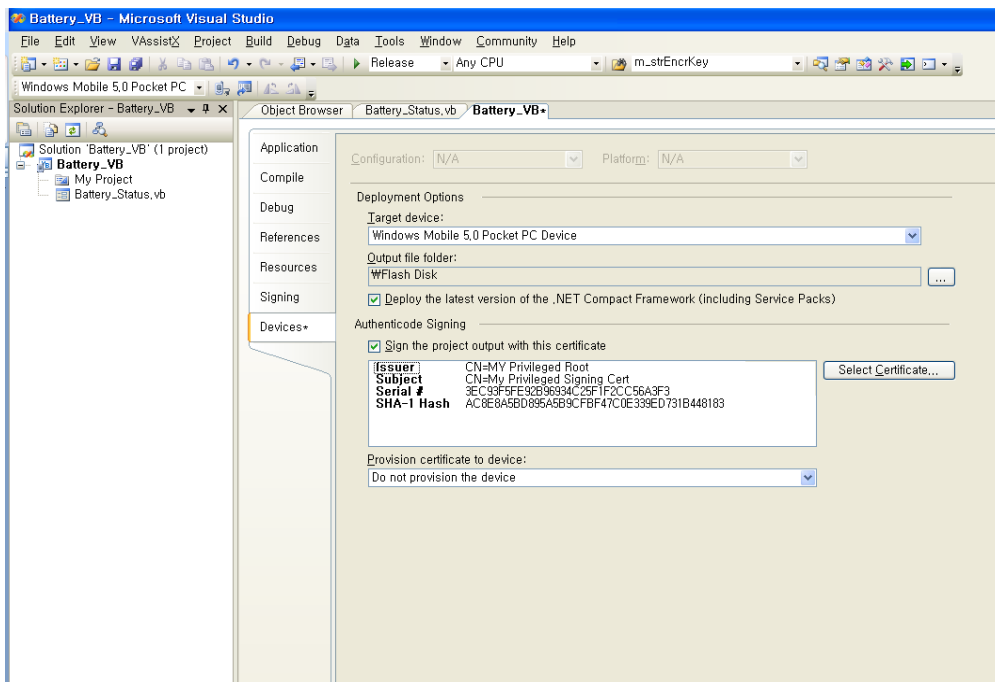 Battery_VB - Microsoft Visual Studio
File Edit View VAssistX Project Build Debug Data Tools Window Community Help
Release Any CPU m_strEncrKey
Windows Mobile 5,0 Pocket PC
Solution Explorer - Battery_VB
Object Browser Battery_Status,vb Battery_VB*
Solution 'Battery_VB' (1 project)
Battery_VB
My Project
Battery_Status,vb
Application
Compile
Debug
References
Resources
Signing
Devices*
Configuration: N/A Platform: N/A
Deployment Options
Target device:
Windows Mobile 5,0 Pocket PC Device
Output file folder:
₩Flash Disk ...
Deploy the latest version of the ,NET Compact Framework (including Service Packs)
Authenticode Signing
Sign the project output with this certificate
Issuer CN=MY Privileged Root
Subject CN=My Privileged Signing Cert
Serial # 3EC93F5FE92B96934C25F1F2CC56A3F3
SHA-1 Hash AC8E8A5BD895A5B9CFBF47C0E339ED731B448183
Select Certificate...
Provision certificate to device:
Do not provision the device